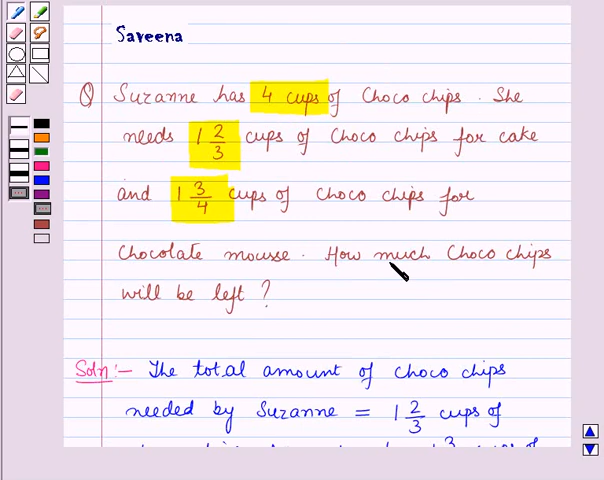 Saveena
Q Suzanne has 4 cups of Choco chips. She
needs 1 2/3 cups of Choco chips for cake
and 1 3/4 cups of Choco chips for
Chocolate mousse. How much Choco chips
will be left?
Soln:- The total amount of choco chips
needed by Suzanne = 1 2/3 cups of